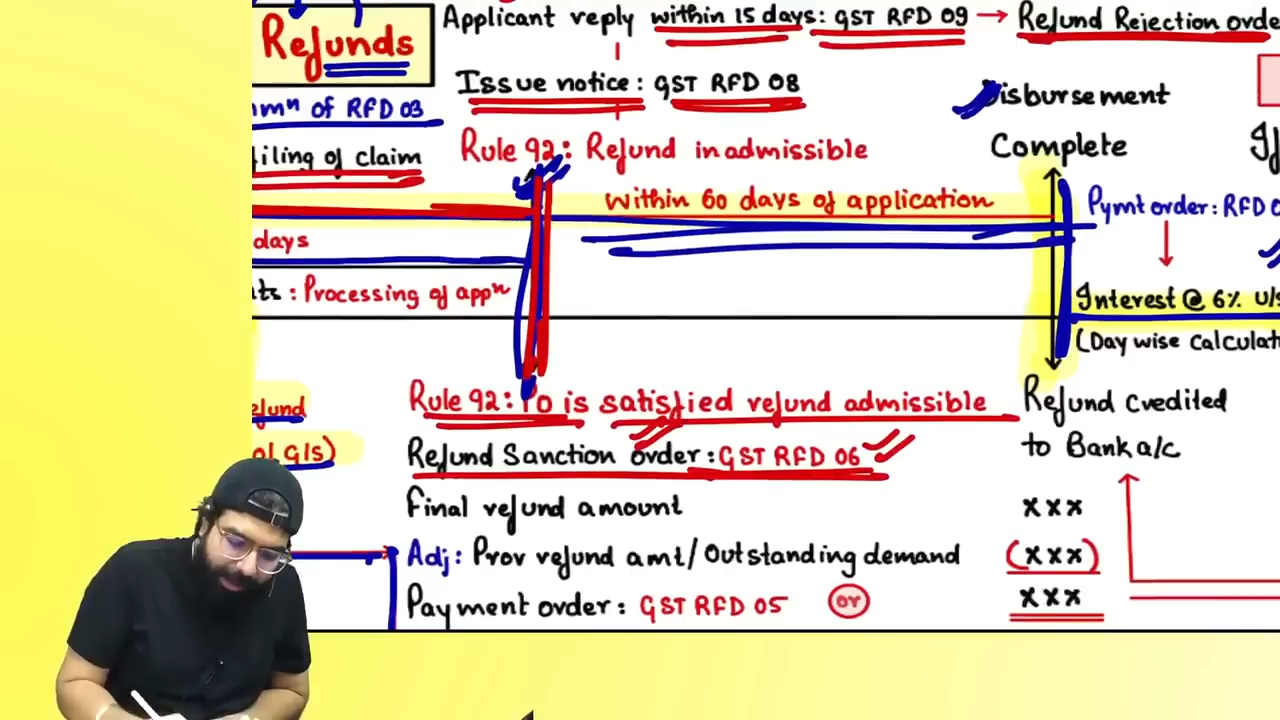 Refunds
Applicant reply within 15 days: GST RFD 09 → Refund Rejection orde
Issue notice: GST RFD 08
of RFD 03
Disbursement
filing of claim
Rule 92: Refund inadmissible
Complete
If
within 60 days of application
Pymt order: RFD 0
days
: Processing of appⁿ
Interest @ 6% u/s
(Day wise calculat
efund
Rule 92: PO is satisfied refund admissible
Refund credited
of G/s)
Refund Sanction order: GST RFD 06
to Bank a/c
Final refund amount
xxx
Adj: Prov refund amt/Outstanding demand
(xxx)
Payment order: GST RFD 05
or
xxx